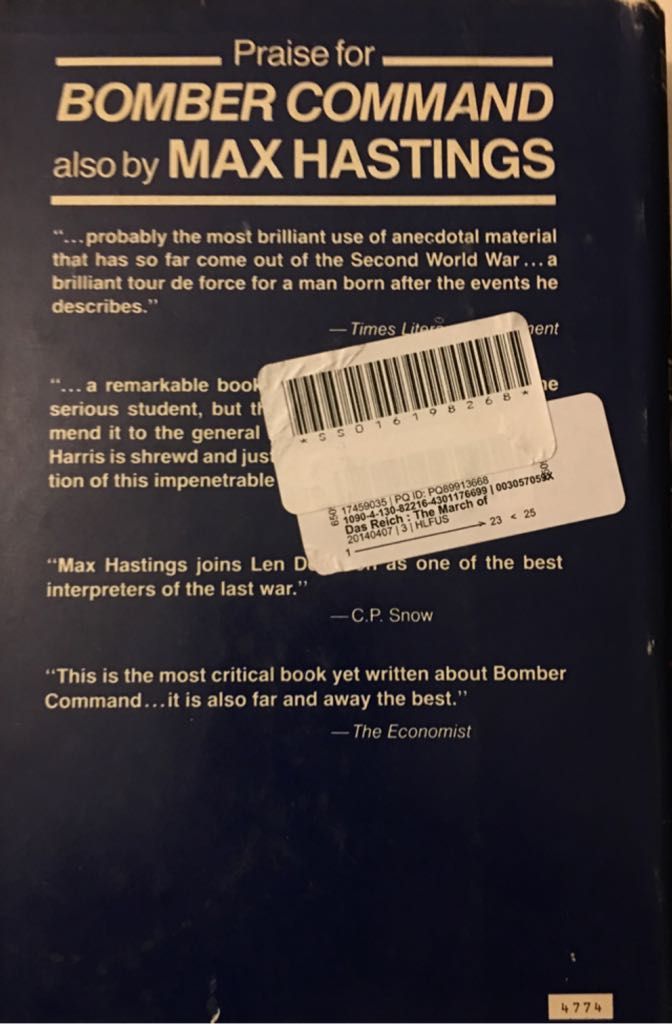 Praise for
BOMBER COMMAND
also by MAX HASTINGS
“...probably the most brilliant use of anecdotal material
that has so far come out of the Second World War...a
brilliant tour de force for a man born after the events he
describes.”
—Times
“... a remarkable book
serious student, but
mend it to the general
Harris is shrewd and
tion of this impenetrable
*SS016198268*
17459035 | PQ ID: PQ89913668
1090-4-130-82216-4301176699 | 003057059X
Das Reich : The March of
20140407 | 3 | HLFUS
1 23 < 25
“Max Hastings joins Len as one of the best
interpreters of the last war.”
—C.P. Snow
“This is the most critical book yet written about Bomber
Command...it is also far and away the best.”
—The Economist
4774